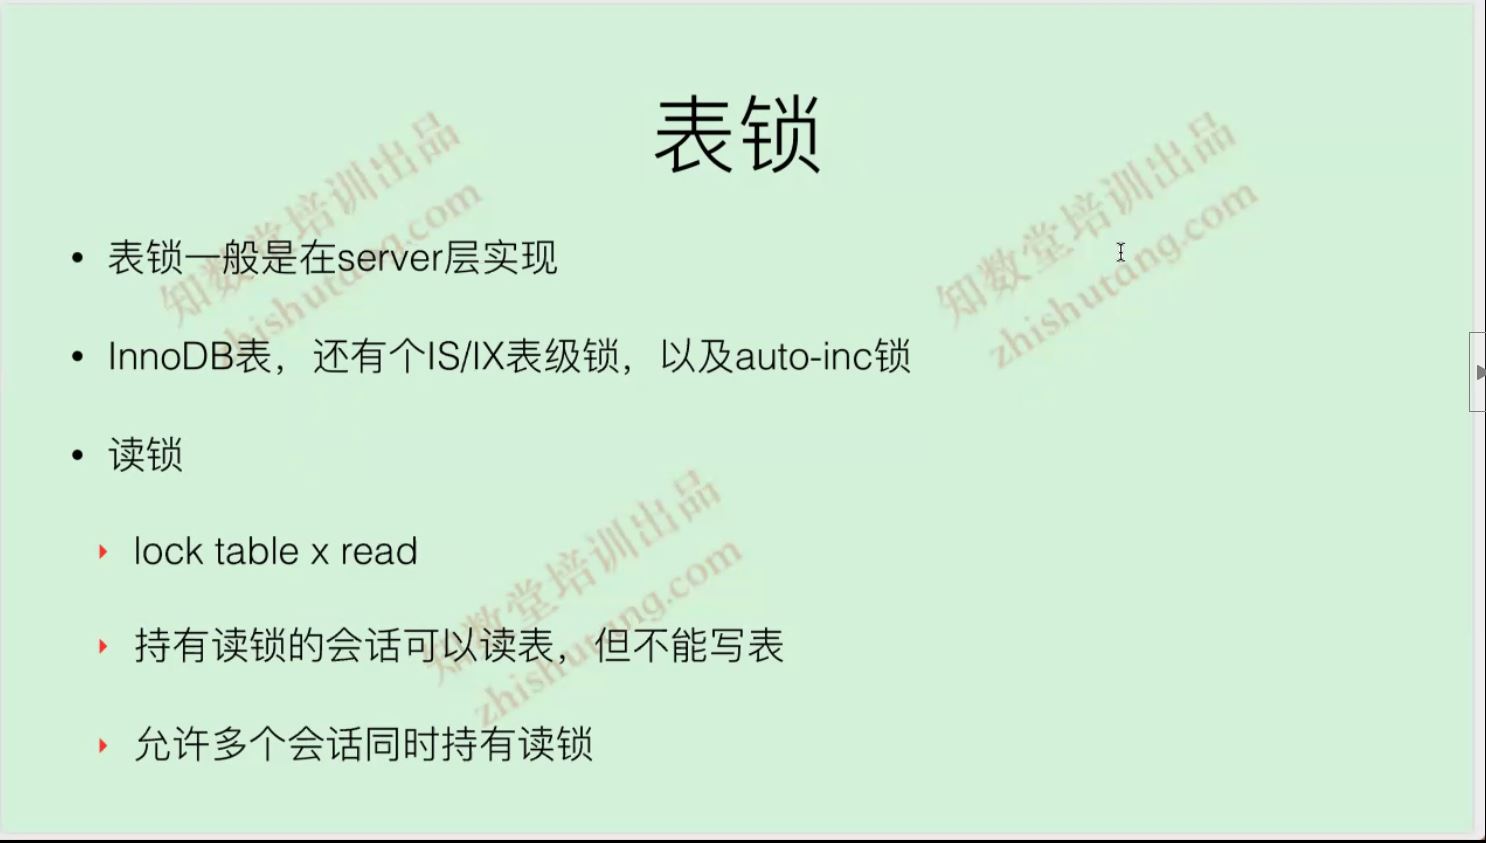 表锁
• 表锁一般是在server层实现
• InnoDB表，还有个IS/IX表级锁，以及auto-inc锁
• 读锁
lock table x read
持有读锁的会话可以读表，但不能写表
允许多个会话同时持有读锁
知数堂培训出品
zhishutang.com
知数堂培训出品
zhishutang.com
知数堂培训出品
zhishutang.com